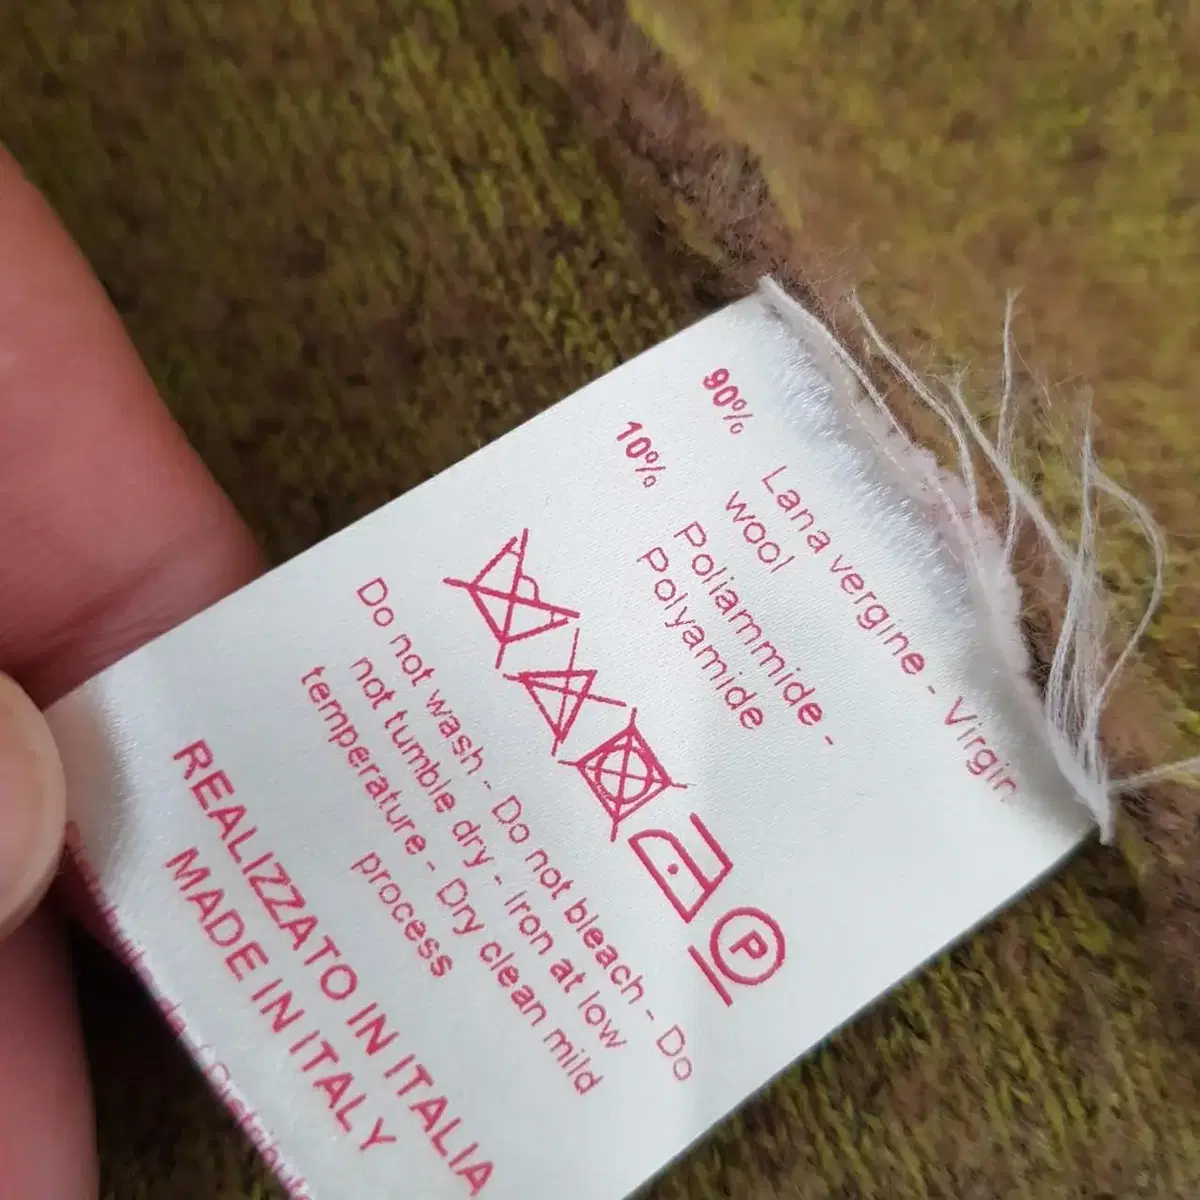 90% Lana vergine - Virgin
wool
10% Poliammide -
Polyamide
P
Do not wash - Do not bleach - Do
not tumble dry - Iron at low
temperature - Dry clean mild
process
REALIZZATO IN ITALIA
MADE IN ITALY